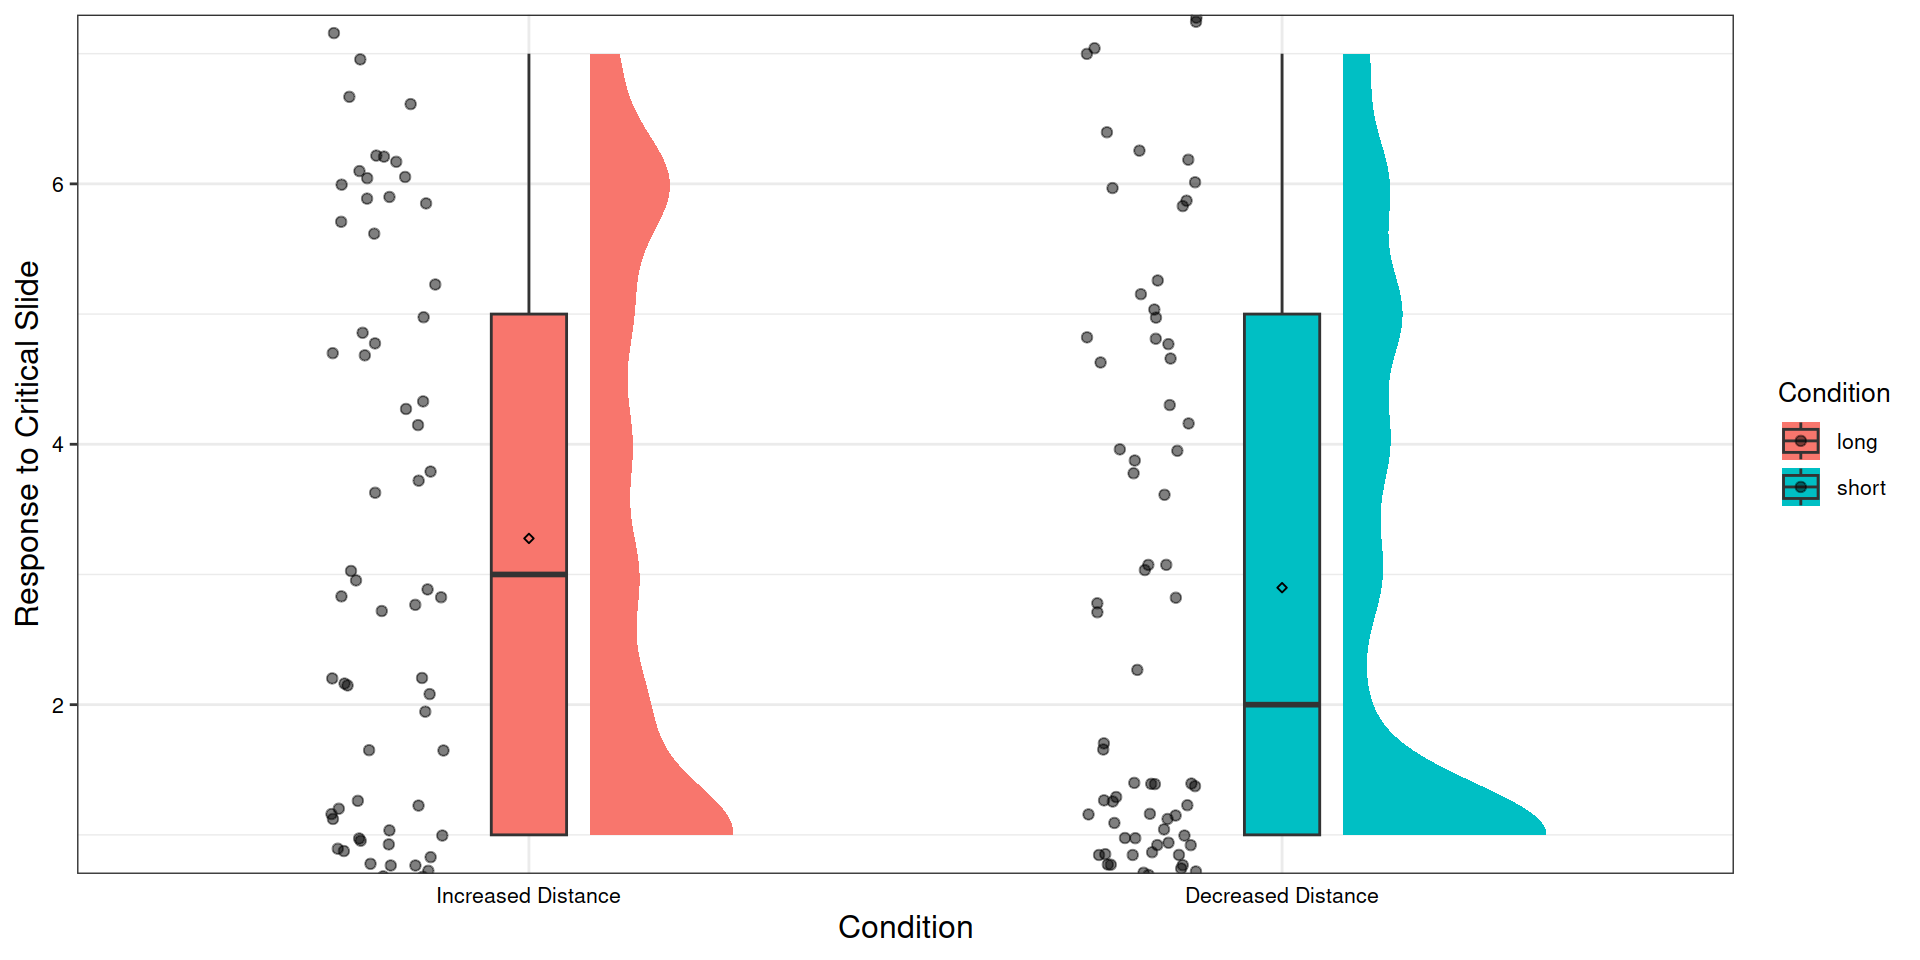 Response to Critical Slide
6
4
2
Increased Distance
Decreased Distance
Condition
Condition
long
short